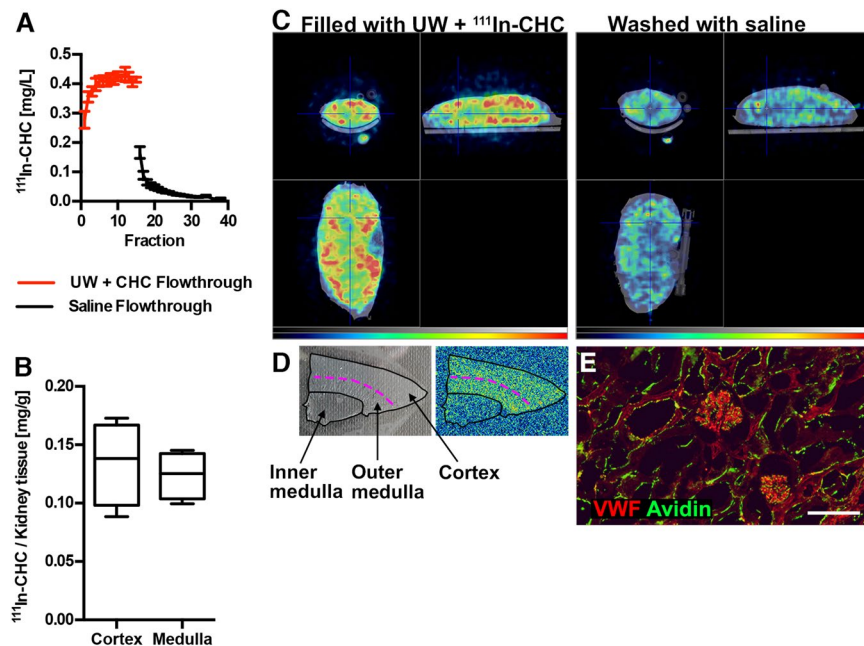 A
¹¹¹In-CHC [mg/L]
0.5
0.4
0.3
0.2
0.1
0.0
0 10 20 30 40
Fraction
UW + CHC Flowthrough
Saline Flowthrough
B
¹¹¹In-CHC / Kidney tissue [mg/g]
0.20
0.15
0.10
0.05
0.00
Cortex Medulla
C Filled with UW + ¹¹¹In-CHC Washed with saline
D
Inner medulla
Outer medulla
Cortex
E
VWF Avidin